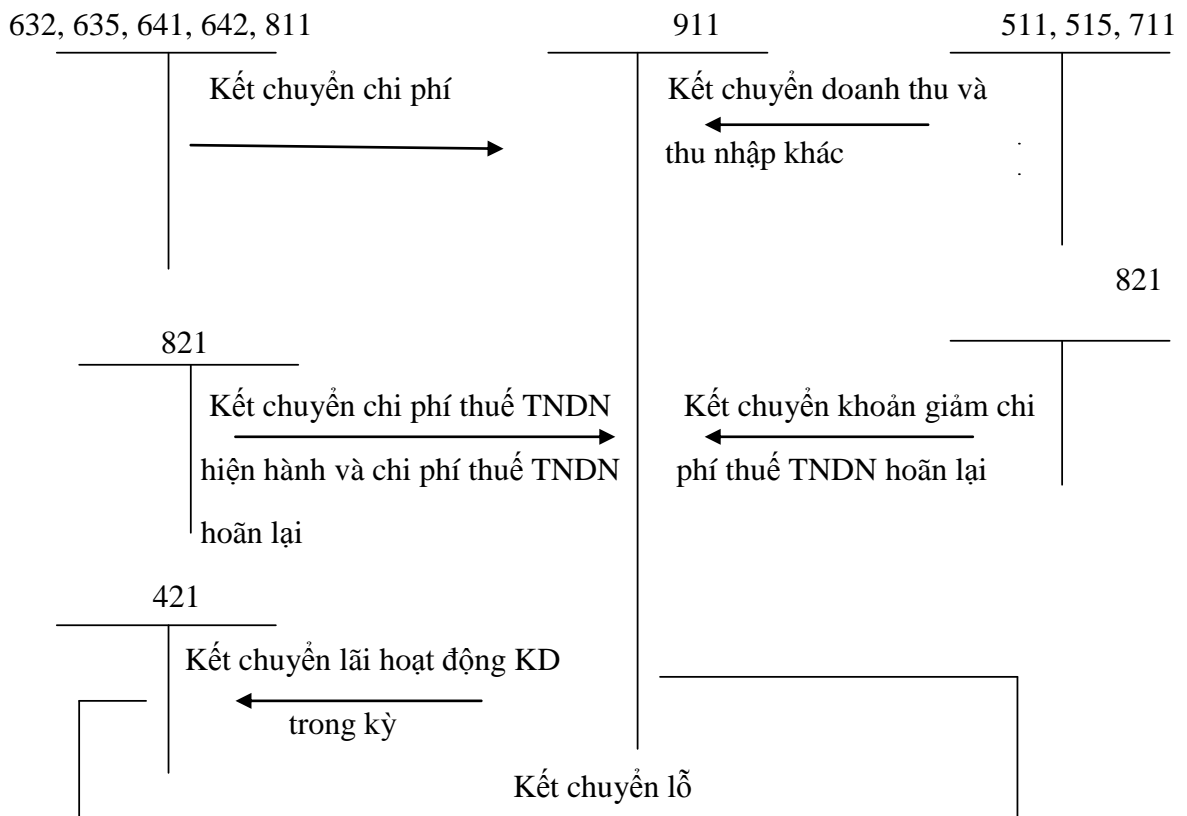 632, 635, 641, 642, 811
911
511, 515, 711
Kết chuyển chi phí
Kết chuyển doanh thu và
thu nhập khác
821
821
Kết chuyển chi phí thuế TNDN
hiện hành và chi phí thuế TNDN
hoãn lại
Kết chuyển khoản giảm chi
phí thuế TNDN hoãn lại
421
Kết chuyển lãi hoạt động KD
trong kỳ
Kết chuyển lỗ